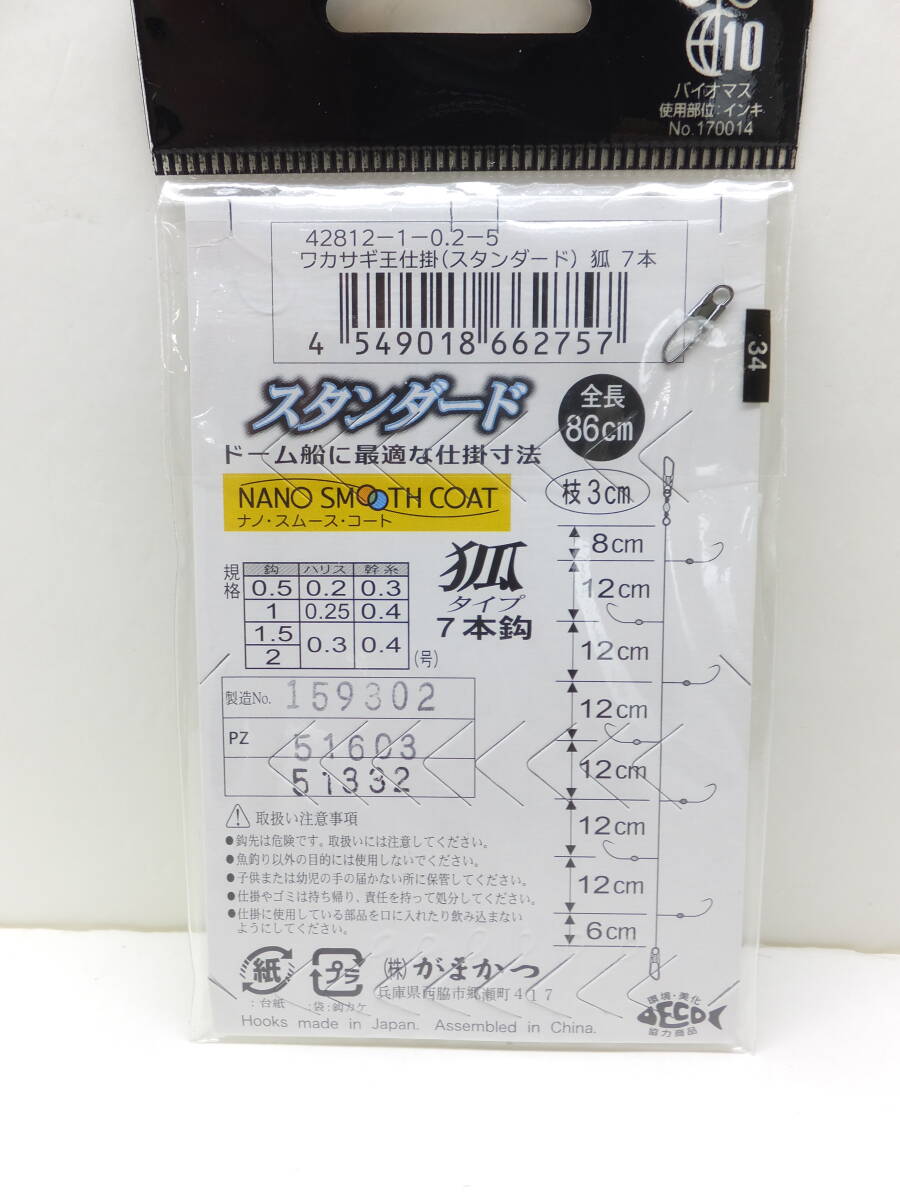 10
バイオマス
使用部位:インキ
No.170014
42812-1-0.2-5
ワカサギ王仕掛(スタンダード) 狐 7本
4 549018 662757
34
スタンダード
全長
86cm
ドーム船に最適な仕掛寸法
NANO SMOOTH COAT
ナノ・スムース・コート
枝3cm
規格
鈎 ハリス 幹糸
0.5 0.2 0.3
1 0.25 0.4
1.5
2
0.3 0.4
(号)
狐
タイプ
7本鈎
8cm
12cm
12cm
12cm
12cm
12cm
12cm
6cm
製造No. 159302
PZ 51603
51332
取扱い注意事項
●鈎先は危険です。取扱いには注意してください。
●魚釣り以外の目的には使用しないでください。
●子供または幼児の手の届かない所に保管してください。
●仕掛やゴミは持ち帰り、責任を持って処分してください。
●仕掛に使用している部品を口に入れたり飲み込まない
ようにしてください。
紙
:台紙
プラ
:袋:鈎カケ
(株)がまかつ
兵庫県西脇市郷瀬町417
Hooks made in Japan. Assembled in China.
環境・美化
ECO
協力商品